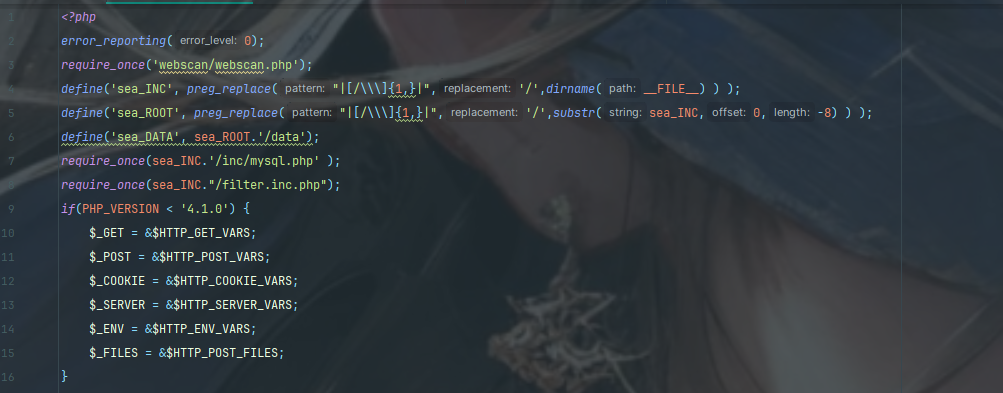 1 <?php
2 error_reporting( error_level: 0);
3 require_once('webscan/webscan.php');
4 define('sea_INC', preg_replace( pattern: "|[/\\\]{1,}|", replacement: '/',dirname( path: __FILE__) ) );
5 define('sea_ROOT', preg_replace( pattern: "|[/\\\]{1,}|", replacement: '/',substr( string: sea_INC, offset: 0, length: -8) ) );
6 define('sea_DATA', sea_ROOT.'/data');
7 require_once(sea_INC.'/inc/mysql.php' );
8 require_once(sea_INC."/filter.inc.php");
9 if(PHP_VERSION < '4.1.0') {
10 $_GET = &$HTTP_GET_VARS;
11 $_POST = &$HTTP_POST_VARS;
12 $_COOKIE = &$HTTP_COOKIE_VARS;
13 $_SERVER = &$HTTP_SERVER_VARS;
14 $_ENV = &$HTTP_ENV_VARS;
15 $_FILES = &$HTTP_POST_FILES;
16 }